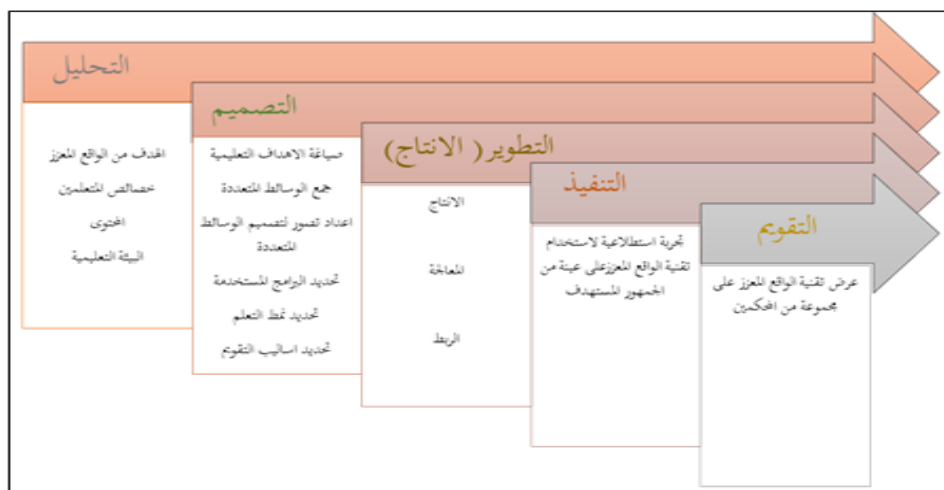 التحليل
الهدف من الواقع المعزز
خصائص المتعلمين
المحتوى
البيئة التعليمية
التصميم
صياغة الاهداف التعليمية
جمع الوسائط المتعددة
اعداد تصور لتصميم الوسائط
المتعددة
تحديد البرامج المستخدمة
تحديد نمط التعلم
تحديد اساليب التقويم
التطوير( الانتاج)
الانتاج
المعالجة
الربط
التنفيذ
تجربة استطلاعية لاستخدام
تقنية الواقع المعززعلى عينة من
الجمهور المستهدف
التقويم
عرض تقنية الواقع المعزز على
مجموعة من المحكمين